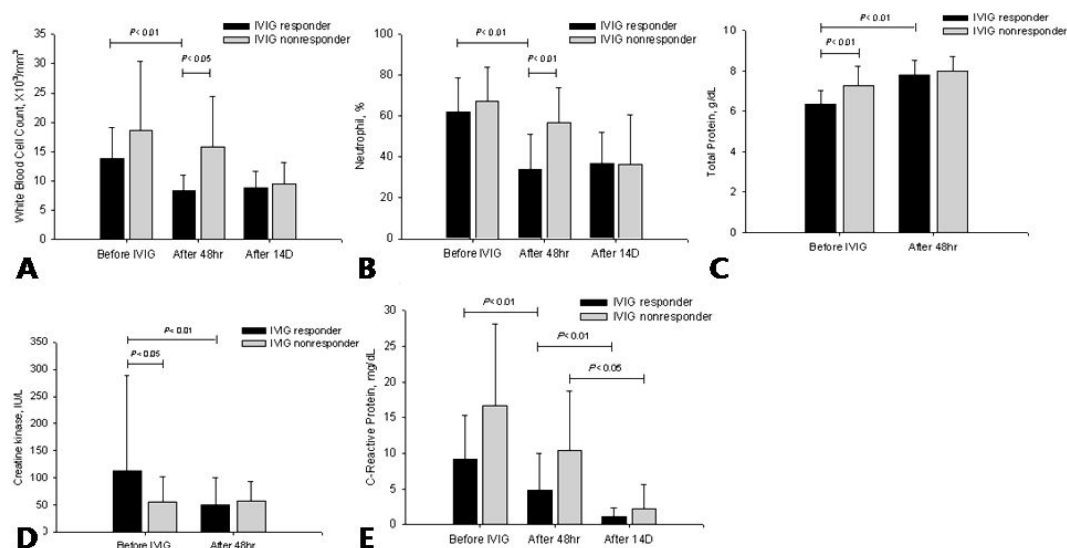 IVIG responder
IVIG nonresponder
P < 0.01
P < 0.05
35
30
25
20
15
10
5
0
White Blood Cell Count, X10³/mm³
Before IVIG After 48hr After 14D
A
IVIG responder
IVIG nonresponder
P < 0.01
P < 0.01
100
80
60
40
20
0
Neutrophil, %
Before IVIG After 48hr After 14D
B
IVIG responder
IVIG nonresponder
P < 0.01
P < 0.01
10
8
6
4
2
0
Total Protein, g/dL
Before IVIG After 48hr
C
IVIG responder
IVIG nonresponder
P < 0.01
P < 0.05
350
300
250
200
150
100
50
0
Creatine kinase, IU/L
Before IVIG After 48hr
D
IVIG responder
IVIG nonresponder
P < 0.01
P < 0.01
P < 0.05
30
25
20
15
10
5
0
C-Reactive Protein, mg/dL
Before IVIG After 48hr After 14D
E